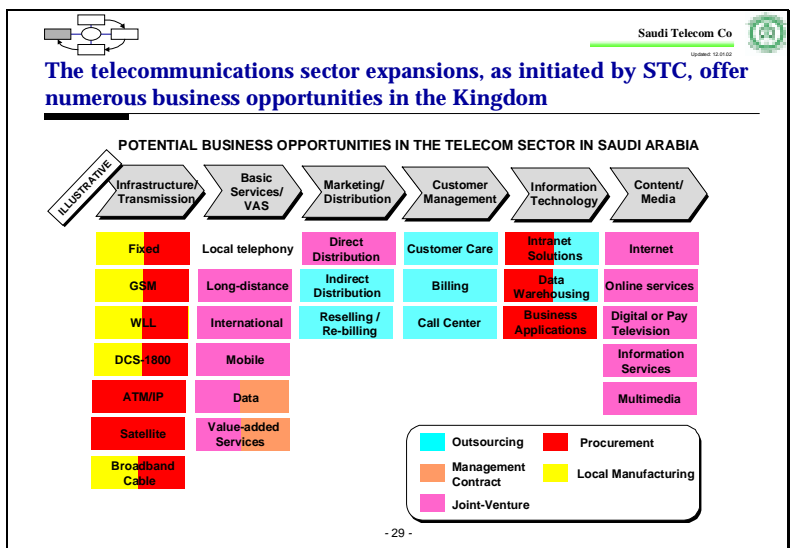 Saudi Telecom Co
Updated: 12.01.02
The telecommunications sector expansions, as initiated by STC, offer
numerous business opportunities in the Kingdom
POTENTIAL BUSINESS OPPORTUNITIES IN THE TELECOM SECTOR IN SAUDI ARABIA
ILLUSTRATIVE
Infrastructure/
Transmission
Basic
Services/
VAS
Marketing/
Distribution
Customer
Management
Information
Technology
Content/
Media
Fixed
Local telephony
Direct
Distribution
Customer Care
Intranet
Solutions
Internet
GSM
Long-distance
Indirect
Distribution
Billing
Data
Warehousing
Online services
WLL
International
Reselling /
Re-billing
Call Center
Business
Applications
Digital or Pay
Television
DCS-1800
Mobile
Information
Services
ATM/IP
Data
Multimedia
Satellite
Value-added
Services
Broadband
Cable
Outsourcing
Procurement
Management
Contract
Local Manufacturing
Joint-Venture
- 29 -